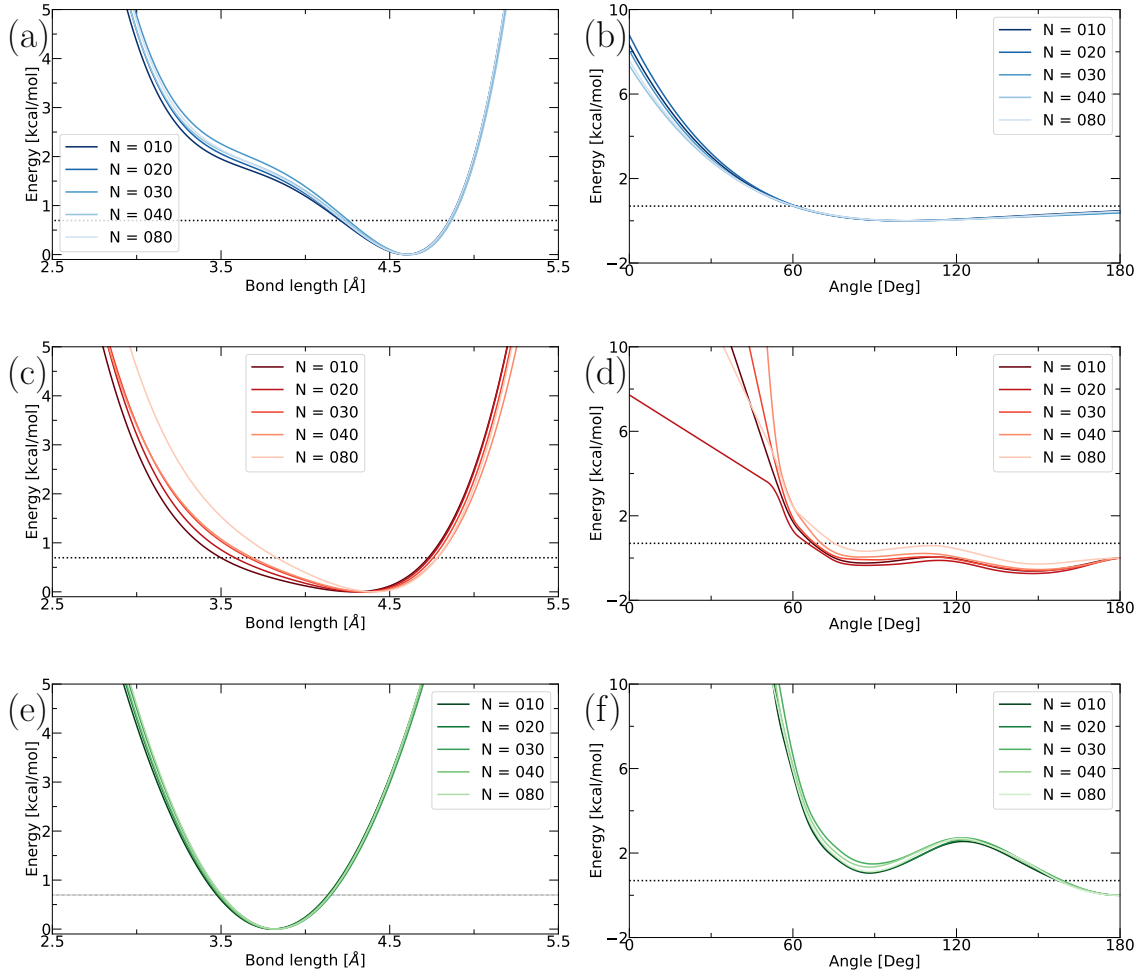 (a)
Energy [kcal/mol]
5
4
3
2
1
0
N = 010
N = 020
N = 030
N = 040
N = 080
2.5 3.5 4.5 5.5
Bond length [Å]
(b)
Energy [kcal/mol]
10
6
2
−2
N = 010
N = 020
N = 030
N = 040
N = 080
0 60 120 180
Angle [Deg]
(c)
Energy [kcal/mol]
5
4
3
2
1
0
N = 010
N = 020
N = 030
N = 040
N = 080
2.5 3.5 4.5 5.5
Bond length [Å]
(d)
Energy [kcal/mol]
10
6
2
−2
N = 010
N = 020
N = 030
N = 040
N = 080
0 60 120 180
Angle [Deg]
(e)
Energy [kcal/mol]
5
4
3
2
1
0
N = 010
N = 020
N = 030
N = 040
N = 080
2.5 3.5 4.5 5.5
Bond length [Å]
(f)
Energy [kcal/mol]
10
6
2
−2
N = 010
N = 020
N = 030
N = 040
N = 080
0 60 120 180
Angle [Deg]